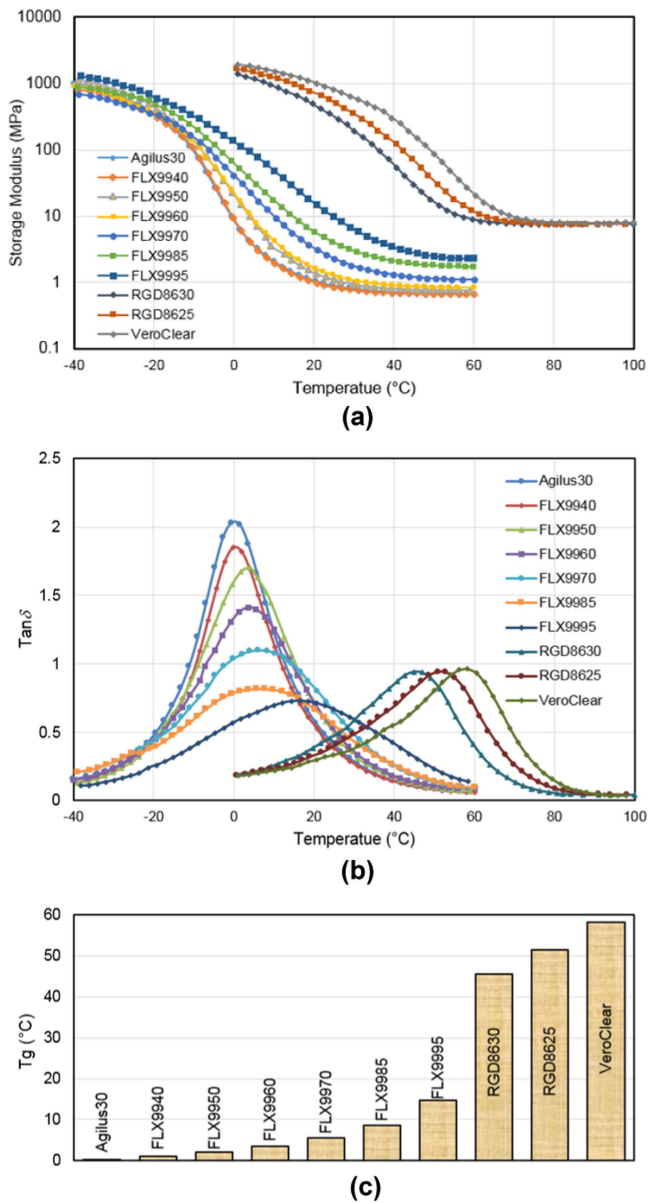 10000
1000
100
10
1
0.1
Storage Modulus (MPa)
Agilus30
FLX9940
FLX9950
FLX9960
FLX9970
FLX9985
FLX9995
RGD8630
RGD8625
VeroClear
-40 -20 0 20 40 60 80 100
Temperatue (°C)
(a)
2.5
2
1.5
1
0.5
0
Tanδ
Agilus30
FLX9940
FLX9950
FLX9960
FLX9970
FLX9985
FLX9995
RGD8630
RGD8625
VeroClear
-40 -20 0 20 40 60 80 100
Temperatue (°C)
(b)
60
50
40
30
20
10
0
Tg (°C)
Agilus30
FLX9940
FLX9950
FLX9960
FLX9970
FLX9985
FLX9995
RGD8630
RGD8625
VeroClear
(c)